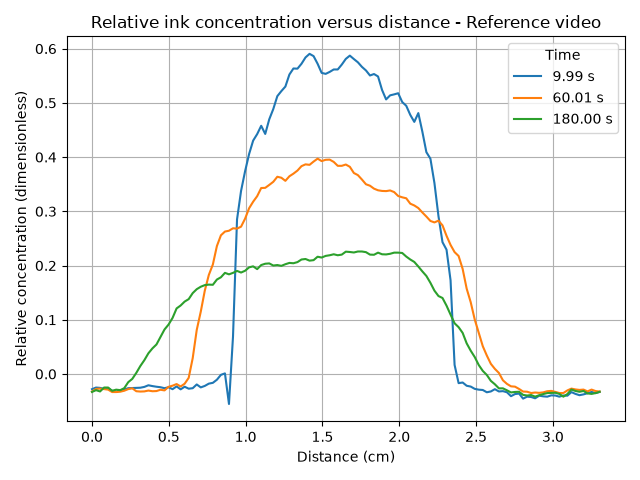 Relative ink concentration versus distance - Reference video
Relative concentration (dimensionless)
0.6
0.5
0.4
0.3
0.2
0.1
0.0
Time
9.99 s
60.01 s
180.00 s
0.0 0.5 1.0 1.5 2.0 2.5 3.0
Distance (cm)